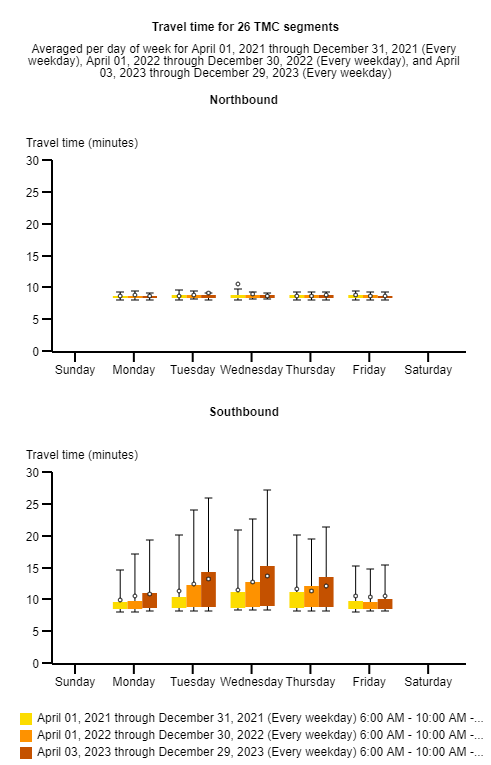 Travel time for 26 TMC segments
Averaged per day of week for April 01, 2021 through December 31, 2021 (Every
weekday), April 01, 2022 through December 30, 2022 (Every weekday), and April
03, 2023 through December 29, 2023 (Every weekday)
Northbound
Travel time (minutes)
30
25
20
15
10
5
0
Sunday Monday Tuesday Wednesday Thursday Friday Saturday
Southbound
Travel time (minutes)
30
25
20
15
10
5
0
Sunday Monday Tuesday Wednesday Thursday Friday Saturday
April 01, 2021 through December 31, 2021 (Every weekday) 6:00 AM - 10:00 AM -...
April 01, 2022 through December 30, 2022 (Every weekday) 6:00 AM - 10:00 AM -...
April 03, 2023 through December 29, 2023 (Every weekday) 6:00 AM - 10:00 AM -...